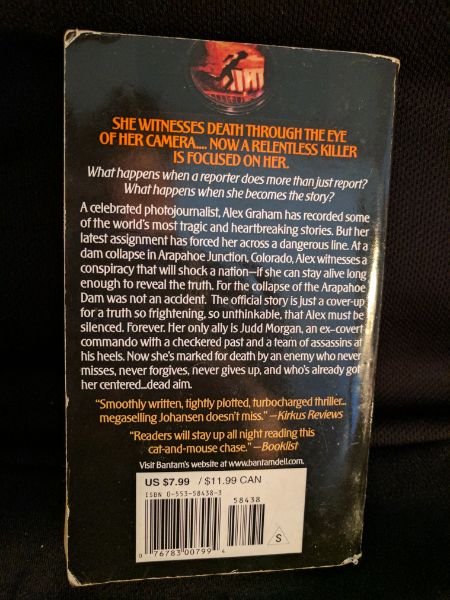 SHE WITNESSES DEATH THROUGH THE EYE
OF HER CAMERA.... NOW A RELENTLESS KILLER
IS FOCUSED ON HER.
What happens when a reporter does more than just report?
What happens when she becomes the story?
A celebrated photojournalist, Alex Graham has recorded some
of the world's most tragic and heartbreaking stories. But her
latest assignment has forced her across a dangerous line. At a
dam collapse in Arapahoe Junction, Colorado, Alex witnesses a
conspiracy that will shock a nation—if she can stay alive long
enough to reveal the truth. For the collapse of the Arapahoe
Dam was not an accident. The official story is just a cover-up
for a truth so frightening, so unthinkable, that Alex must be
silenced. Forever. Her only ally is Judd Morgan, an ex-covert
commando with a checkered past and a team of assassins at
his heels. Now she's marked for death by an enemy who never
misses, never forgives, never gives up, and who's already got
her centered...dead aim.
"Smoothly written, tightly plotted, turbocharged thriller...
megaselling Johansen doesn't miss." —Kirkus Reviews
"Readers will stay up all night reading this
cat-and-mouse chase." —Booklist
Visit Bantam's website at www.bantamdell.com.
US $7.99 / $11.99 CAN
ISBN 0-553-58438-3
58438
0 76783 00799 4
S